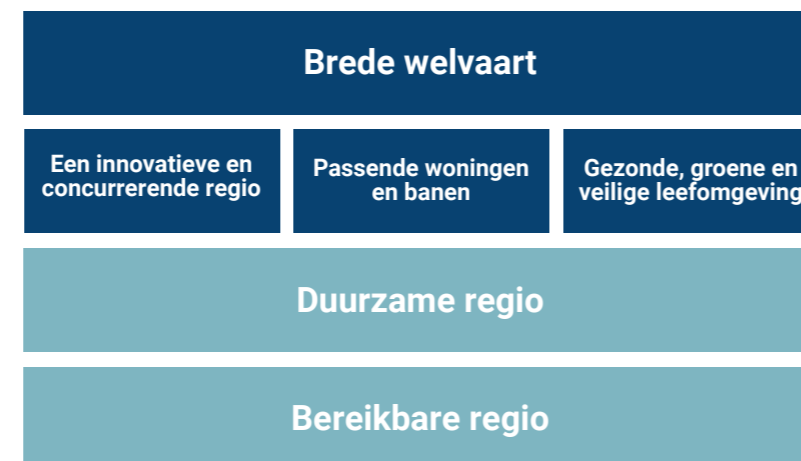 Brede welvaart
Een innovatieve en
concurrerende regio
Passende woningen
en banen
Gezonde, groene en
veilige leefomgeving
Duurzame regio
Bereikbare regio